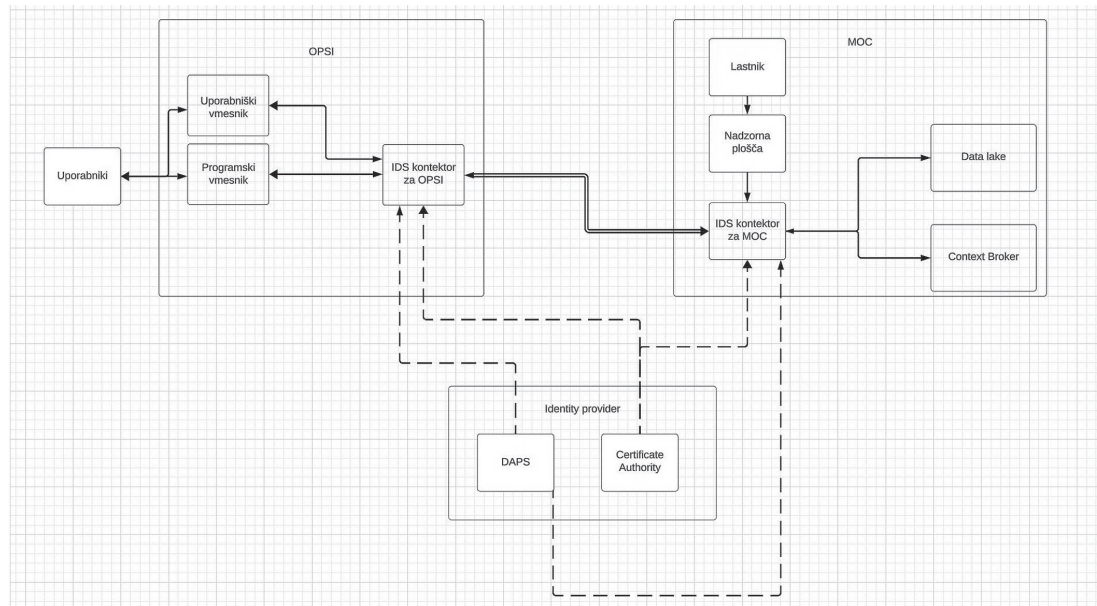 OPSI
MOC
Lastnik
Uporabniški
vmesnik
Nadzorna
plošča
Uporabniki
Programski
vmesnik
IDS kontektor
za OPSI
Data lake
IDS kontektor
za MOC
Context Broker
Identity provider
DAPS
Certificate
Authority